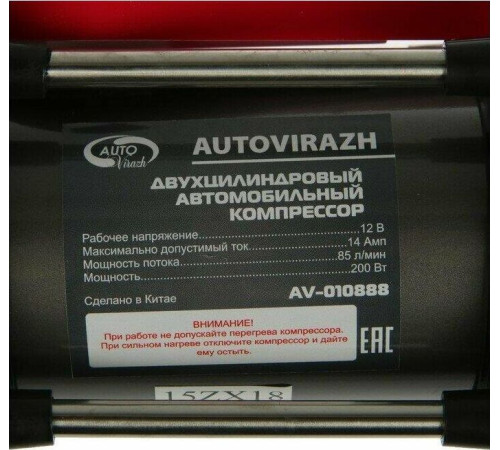 AUTO
Virazh
AUTOVIRAZH
ДВУХЦИЛИНДРОВЫЙ
АВТОМОБИЛЬНЫЙ
КОМПРЕССОР
Рабочее напряжение..................12 В
Максимально допустимый ток..................14 Амп
Мощность потока..................85 л/мин
Мощность..................200 Вт
Сделано в Китае
AV-010888
ВНИМАНИЕ!
При работе не допускайте перегрева компрессора.
При сильном нагреве отключите компрессор и дайте
ему остыть.
EAC
15ZX18